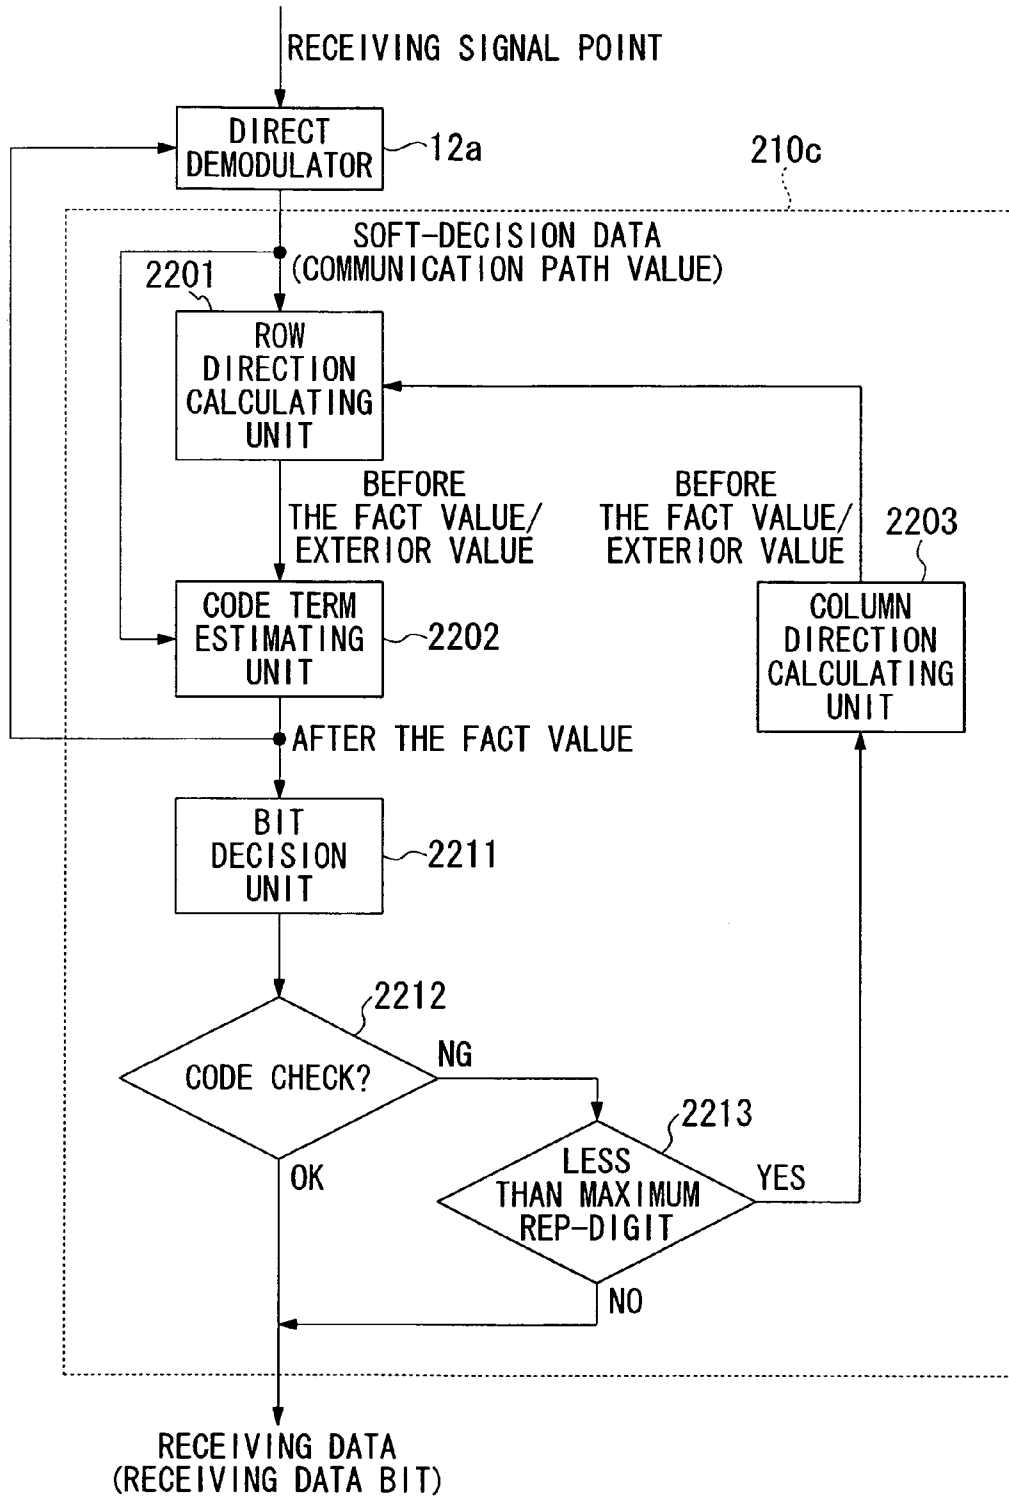 RECEIVING SIGNAL POINT
DIRECT
DEMODULATOR
12a
210c
SOFT-DECISION DATA
(COMMUNICATION PATH VALUE)
2201
ROW
DIRECTION
CALCULATING
UNIT
BEFORE
THE FACT VALUE/
EXTERIOR VALUE
BEFORE
THE FACT VALUE/
EXTERIOR VALUE
2203
CODE TERM
ESTIMATING
UNIT
2202
COLUMN
DIRECTION
CALCULATING
UNIT
AFTER THE FACT VALUE
BIT
DECISION
UNIT
2211
2212
CODE CHECK?
NG
OK
2213
LESS
THAN MAXIMUM
REP-DIGIT
YES
NO
RECEIVING DATA
(RECEIVING DATA BIT)